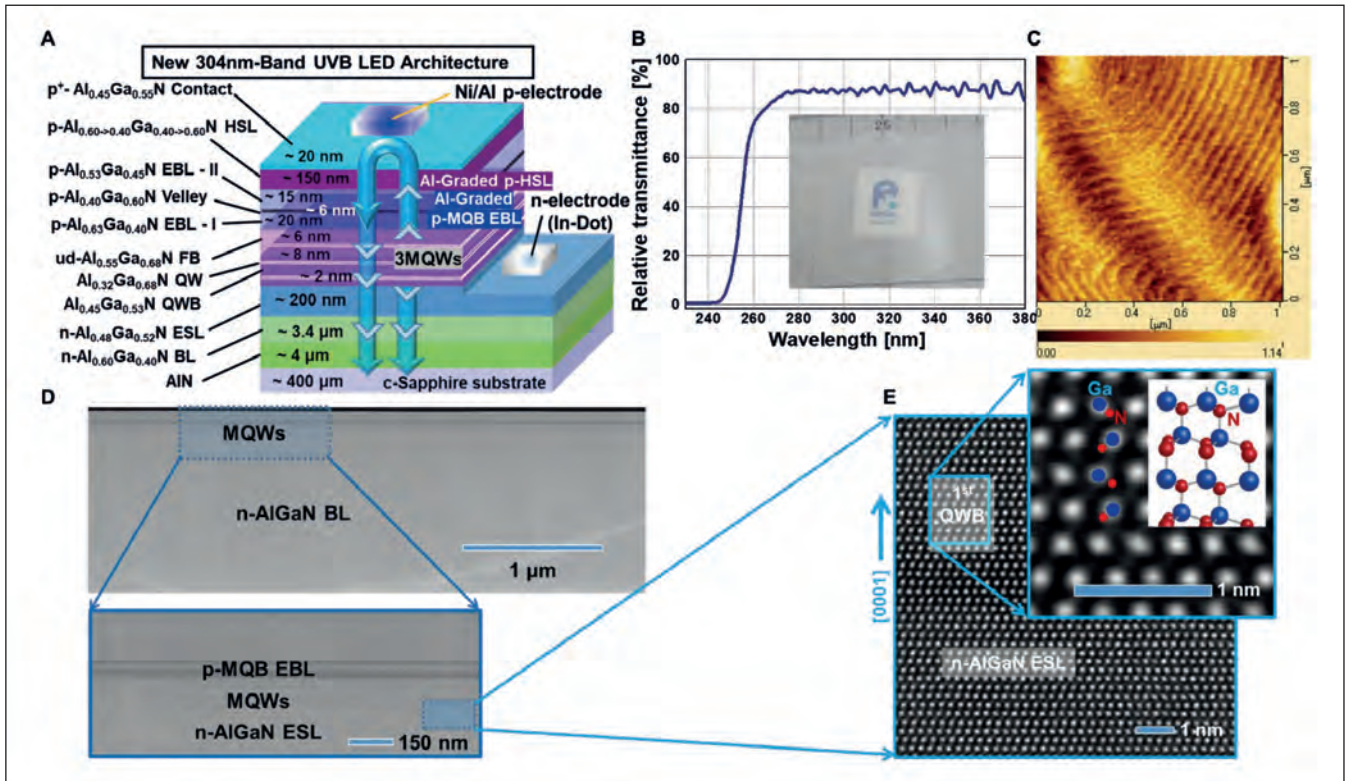 A
New 304nm-Band UVB LED Architecture
p⁺- Al₀.₄₅Ga₀.₅₅N Contact
p-Al₀.₆₀₋>₀.₄₀Ga₀.₄₀₋>₀.₆₀N HSL
p-Al₀.₅₃Ga₀.₄₅N EBL - II
p-Al₀.₄₀Ga₀.₆₀N Velley
p-Al₀.₆₃Ga₀.₄₀N EBL - I
ud-Al₀.₅₅Ga₀.₆₈N FB
Al₀.₃₂Ga₀.₆₈N QW
Al₀.₄₅Ga₀.₅₃N QWB
n-Al₀.₄₈Ga₀.₅₂N ESL
n-Al₀.₆₀Ga₀.₄₀N BL
AlN
Ni/Al p-electrode
~ 20 nm
~ 150 nm
~ 15 nm
~ 6 nm
~ 20 nm
~ 6 nm
~ 8 nm
~ 2 nm
~ 200 nm
~ 3.4 µm
~ 4 µm
~ 400 µm
Al-Graded p-HSL
Al-Graded
p-MQB EBL
3MQWs
n-electrode
(In-Dot)
c-Sapphire substrate
B
Relative transmittance [%]
100
80
60
40
20
0
240 260 280 300 320 340 360 380
Wavelength [nm]
C
0 0.2 0.4 0.6 0.8 1
[µm]
0 0.2 0.4 0.6 0.8 1
[µm]
0.00
1.14
D
MQWs
n-AlGaN BL
1 µm
p-MQB EBL
MQWs
n-AlGaN ESL
150 nm
E
[0001]
1ˢᵗ
QWB
n-AlGaN ESL
1 nm
Ga
N
Ga
N
1 nm